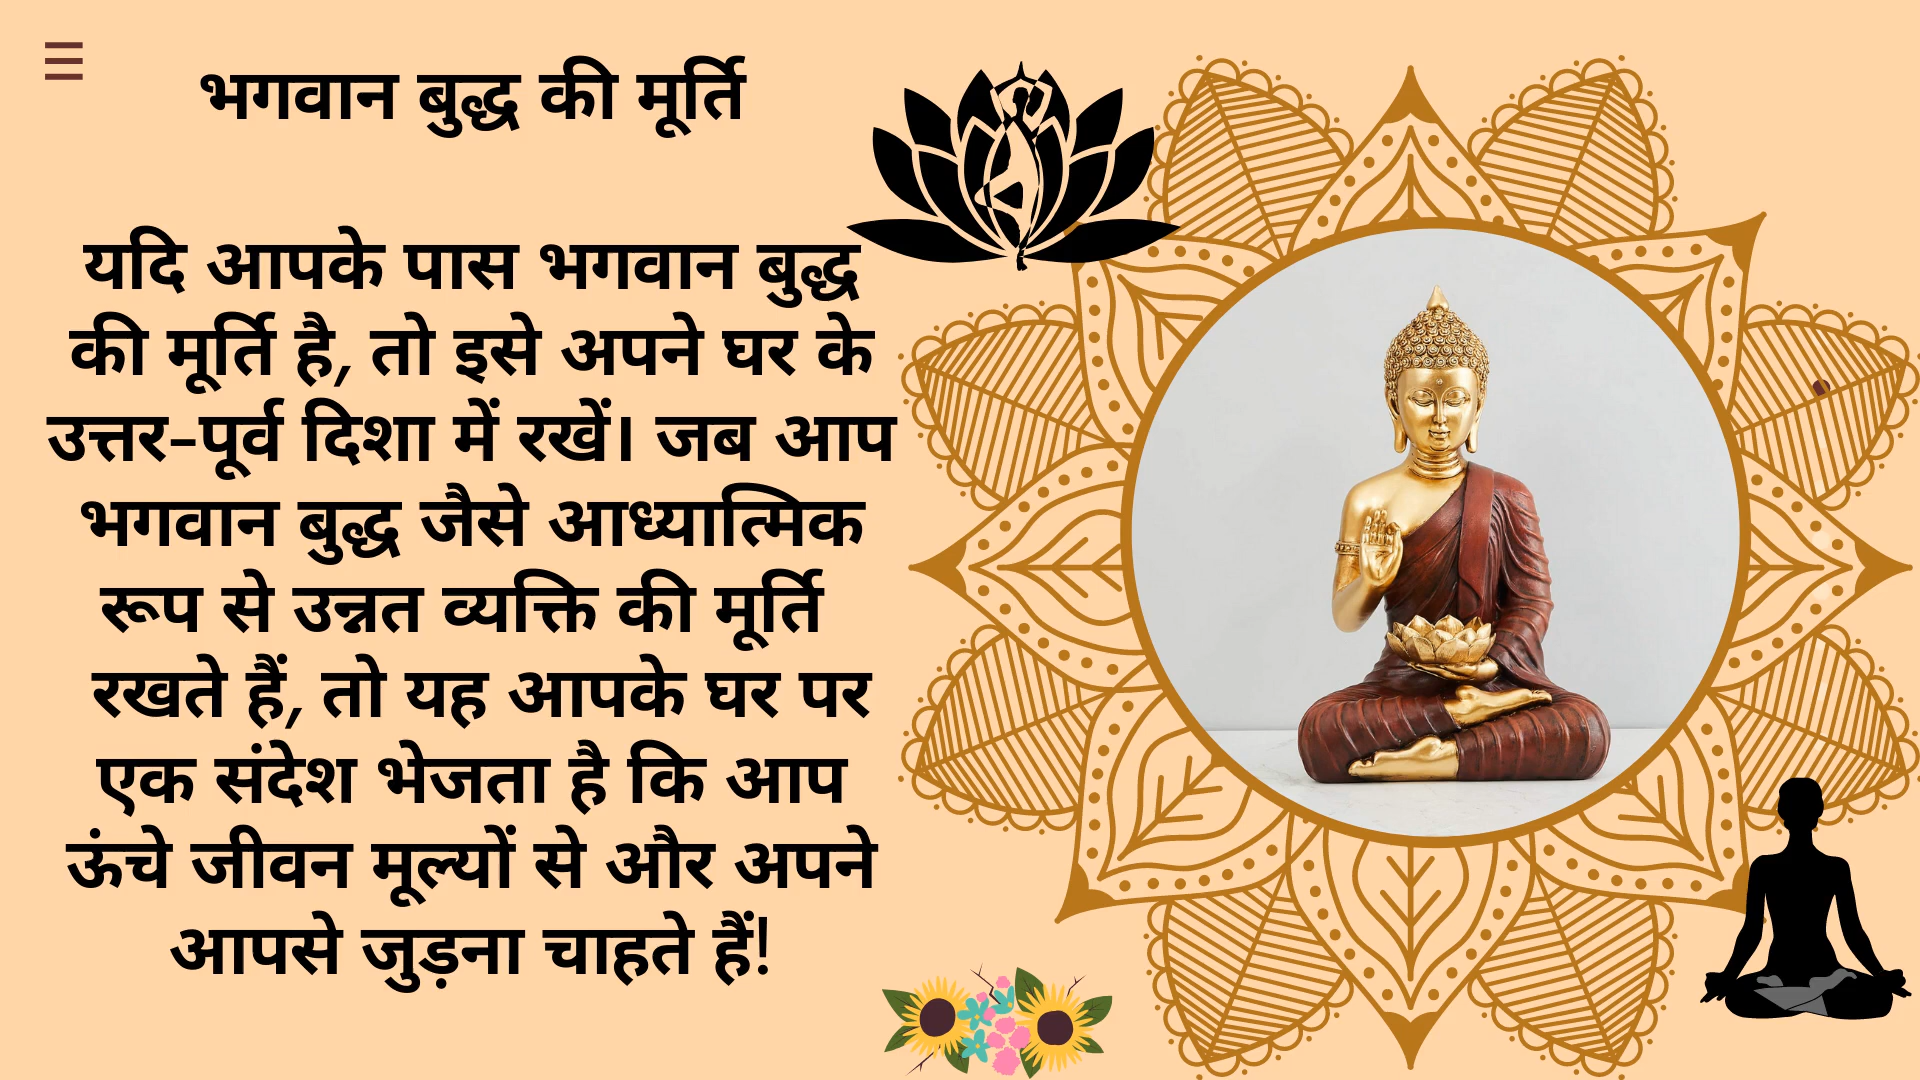 भगवान बुद्ध की मूर्ति
यदि आपके पास भगवान बुद्ध
की मूर्ति है, तो इसे अपने घर के
उत्तर-पूर्व दिशा में रखें। जब आप
भगवान बुद्ध जैसे आध्यात्मिक
रूप से उन्नत व्यक्ति की मूर्ति
रखते हैं, तो यह आपके घर पर
एक संदेश भेजता है कि आप
ऊंचे जीवन मूल्यों से और अपने
आपसे जुड़ना चाहते हैं!